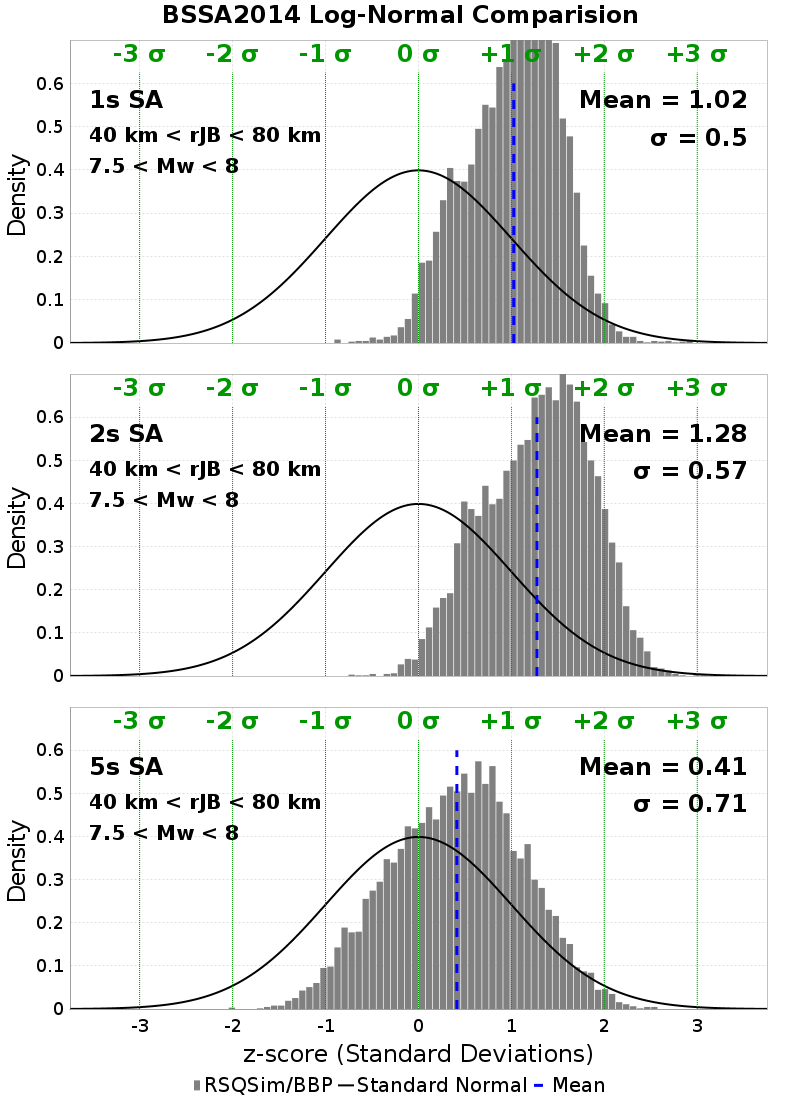 BSSA2014 Log-Normal Comparision
-3 σ -2 σ -1 σ 0 σ +1 σ +2 σ +3 σ
1s SA
Mean = 1.02
40 km < rJB < 80 km
σ = 0.5
7.5 < Mw < 8
Density
0.6
0.5
0.4
0.3
0.2
0.1
0
-3 σ -2 σ -1 σ 0 σ +1 σ +2 σ +3 σ
2s SA
Mean = 1.28
40 km < rJB < 80 km
σ = 0.57
7.5 < Mw < 8
Density
0.6
0.5
0.4
0.3
0.2
0.1
0
-3 σ -2 σ -1 σ 0 σ +1 σ +2 σ +3 σ
5s SA
Mean = 0.41
40 km < rJB < 80 km
σ = 0.71
7.5 < Mw < 8
Density
0.6
0.5
0.4
0.3
0.2
0.1
0
-3 -2 -1 0 1 2 3
z-score (Standard Deviations)
RSQSim/BBP Standard Normal Mean